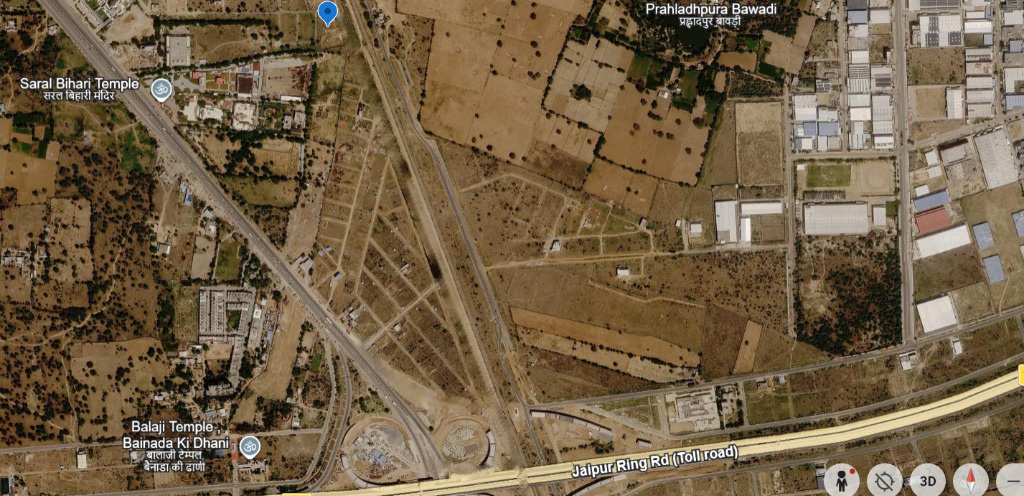 Prahladhpura Bawadi
प्रह्लादपुर बावड़ी
Saral Bihari Temple
सरल बिहारी मंदिर
Balaji Temple ,
Bainada Ki Dhani
बालाजी टेम्पल
बैनाडा की ढाणी
Jaipur Ring Rd (Toll road)
3D